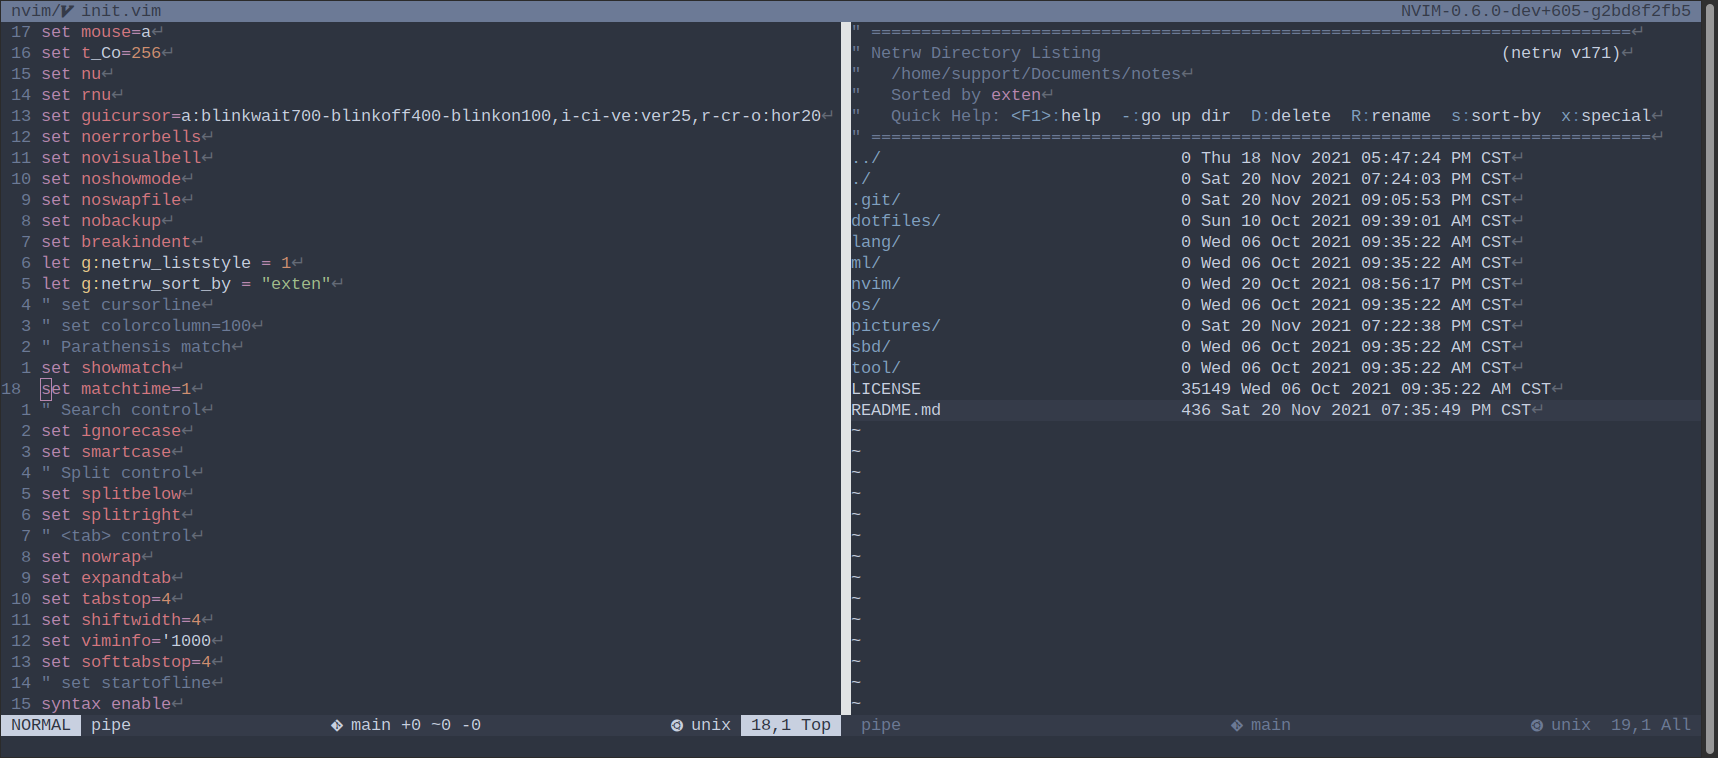 nvim/ init.vim NVIM-0.6.0-dev+605-g2bd8f2fb5
17 set mouse=a↵
16 set t_Co=256↵
15 set nu↵
14 set rnu↵
13 set guicursor=a:blinkwait700-blinkoff400-blinkon100,i-ci-ve:ver25,r-cr-o:hor20↵
12 set noerrorbells↵
11 set novisualbell↵
10 set noshowmode↵
9 set noswapfile↵
8 set nobackup↵
7 set breakindent↵
6 let g:netrw_liststyle = 1↵
5 let g:netrw_sort_by = "exten"↵
4 " set cursorline↵
3 " set colorcolumn=100↵
2 " Parathensis match↵
1 set showmatch↵
18 set matchtime=1↵
1 " Search control↵
2 set ignorecase↵
3 set smartcase↵
4 " Split control↵
5 set splitbelow↵
6 set splitright↵
7 " <tab> control↵
8 set nowrap↵
9 set expandtab↵
10 set tabstop=4↵
11 set shiftwidth=4↵
12 set viminfo='1000↵
13 set softtabstop=4↵
14 " set startofline↵
15 syntax enable↵
NORMAL pipe main +0 ~0 -0 unix 18,1 Top
" ============================================================================↵
" Netrw Directory Listing (netrw v171)↵
" /home/support/Documents/notes↵
" Sorted by exten↵
" Quick Help: <F1>:help -:go up dir D:delete R:rename s:sort-by x:special↵
" ==============================================================================↵
../ 0 Thu 18 Nov 2021 05:47:24 PM CST↵
./ 0 Sat 20 Nov 2021 07:24:03 PM CST↵
.git/ 0 Sat 20 Nov 2021 09:05:53 PM CST↵
dotfiles/ 0 Sun 10 Oct 2021 09:39:01 AM CST↵
lang/ 0 Wed 06 Oct 2021 09:35:22 AM CST↵
ml/ 0 Wed 06 Oct 2021 09:35:22 AM CST↵
nvim/ 0 Wed 20 Oct 2021 08:56:17 PM CST↵
os/ 0 Wed 06 Oct 2021 09:35:22 AM CST↵
pictures/ 0 Sat 20 Nov 2021 07:22:38 PM CST↵
sbd/ 0 Wed 06 Oct 2021 09:35:22 AM CST↵
tool/ 0 Wed 06 Oct 2021 09:35:22 AM CST↵
LICENSE 35149 Wed 06 Oct 2021 09:35:22 AM CST↵
README.md 436 Sat 20 Nov 2021 07:35:49 PM CST↵
~
~
~
~
~
~
~
~
~
~
~
~
~
~
pipe main unix 19,1 All